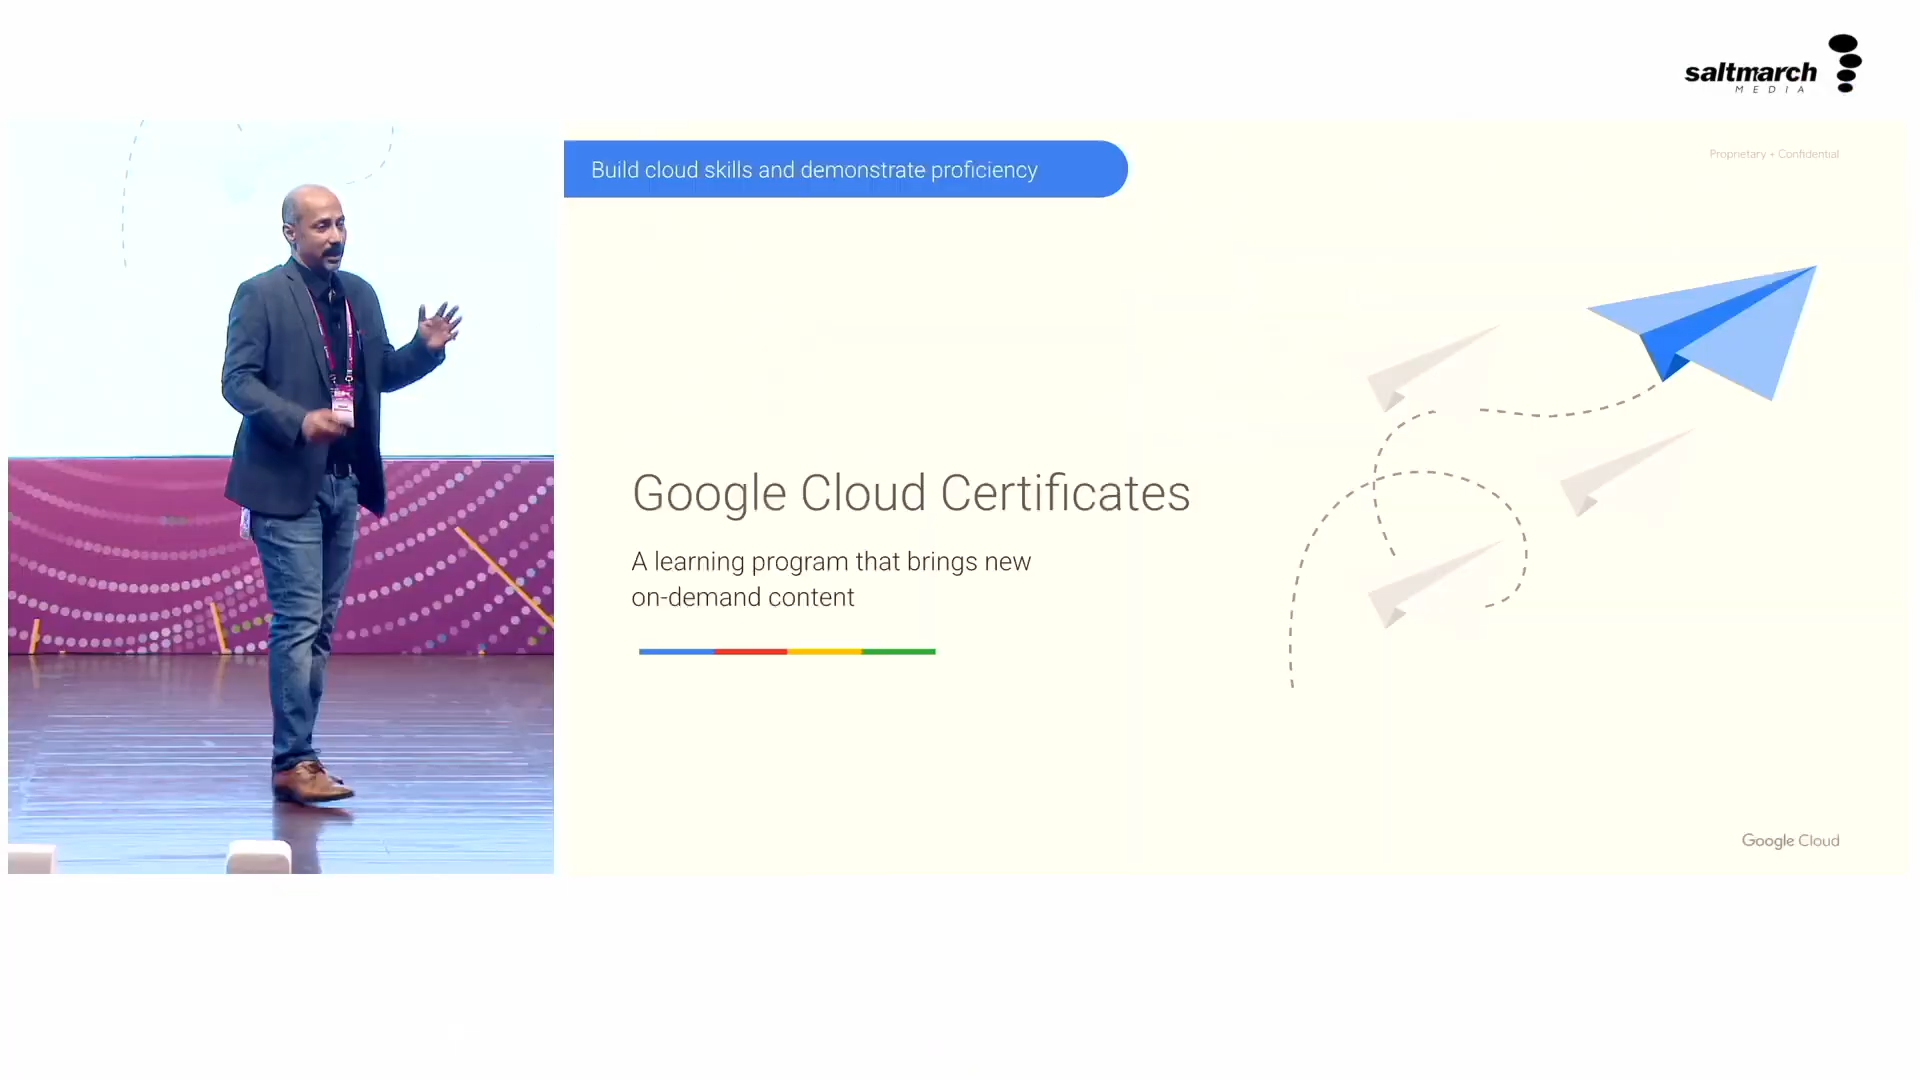 saltmarch
MEDIA
Build cloud skills and demonstrate proficiency
Proprietary + Confidential
Google Cloud Certificates
A learning program that brings new
on-demand content
Google Cloud